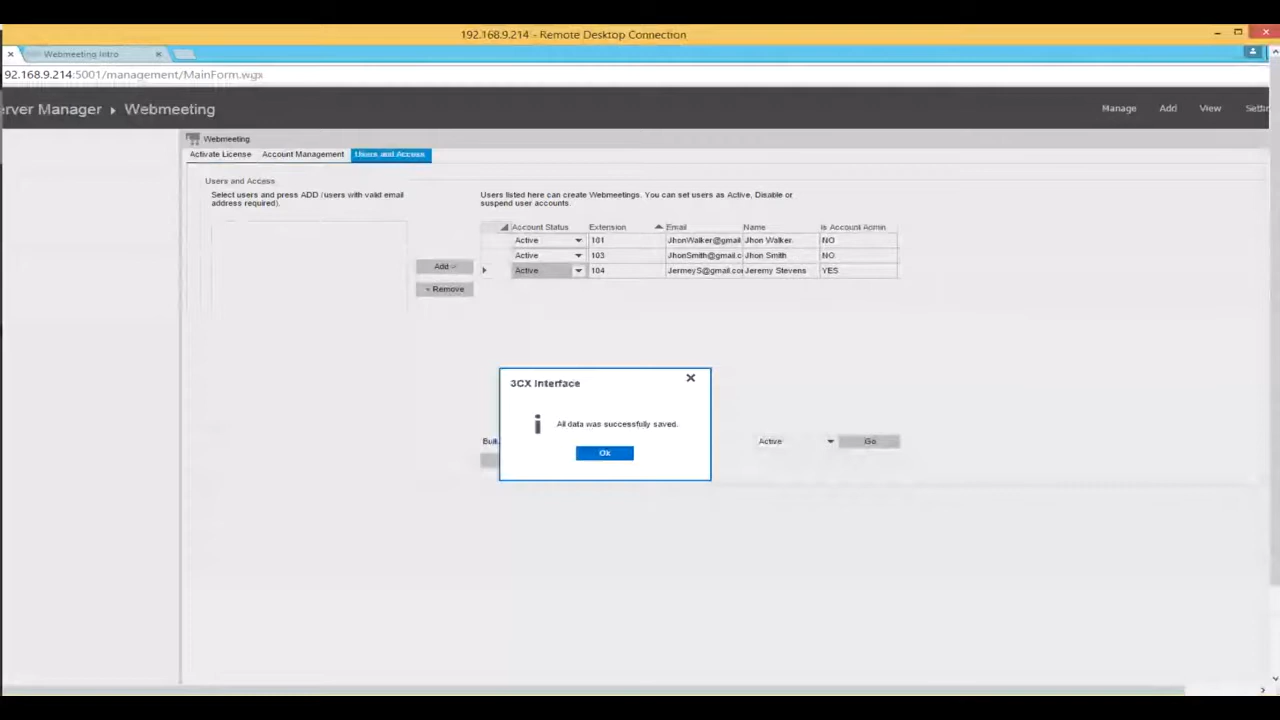 192.168.9.214 - Remote Desktop Connection
Webmeeting Intro
92.168.9.214:5001/management/MainForm.wgx
erver Manager ▸ Webmeeting
Manage Add View Settin
Webmeeting
Activate License Account Management Users and Access
Users and Access
Select users and press ADD (users with valid email
address required).
Users listed here can create Webmeetings. You can set users as Active, Disable or
suspend user accounts.
Account Status Extension Email Name Is Account Admin
Active 101 JhonWalker@gmail Jhon Walker. NO
Active 103 JhonSmith@gmail.c Jhon Smith NO
Active 104 JermeyS@gmail.co Jeremy Stevens YES
Add
Remove
3CX Interface
All data was successfully saved.
Ok
Active Go